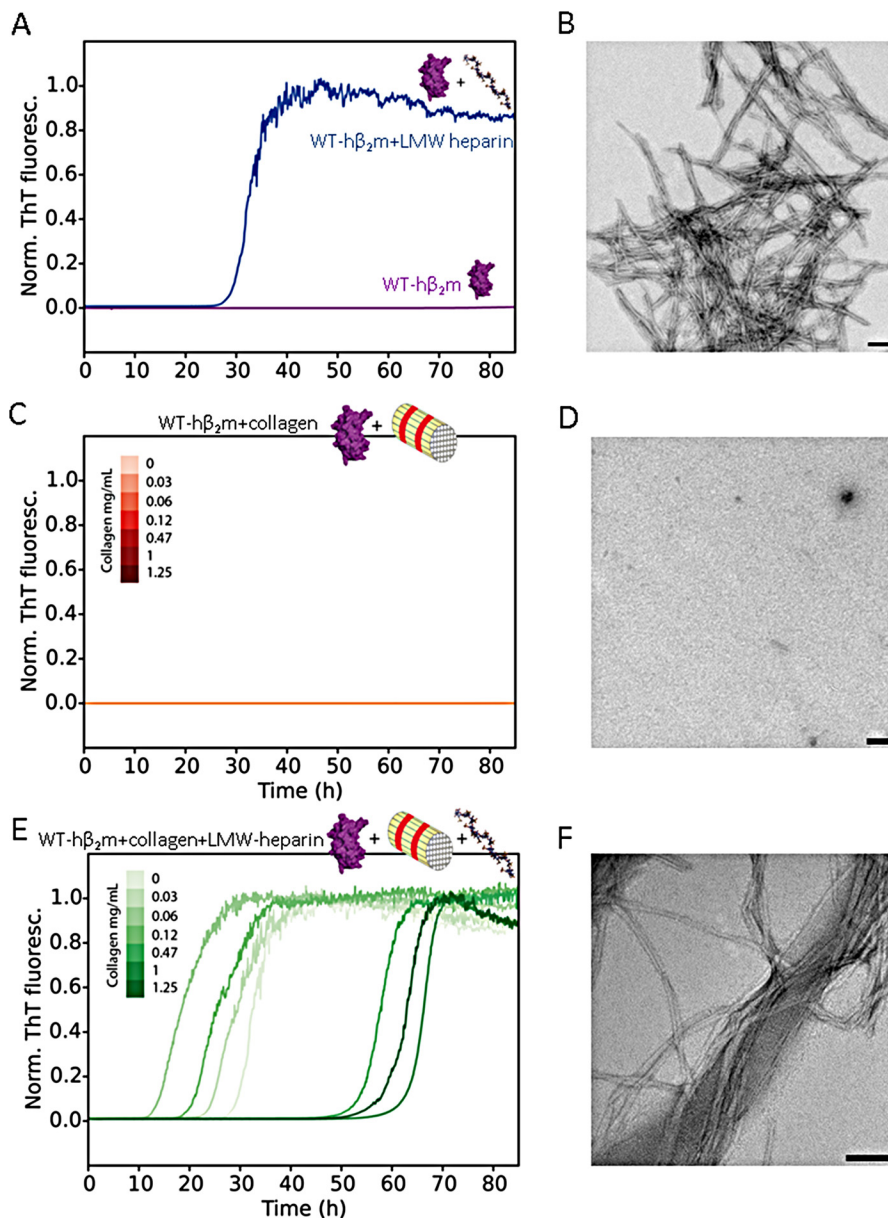 A
Norm. ThT fluoresc.
1.0
0.8
0.6
0.4
0.2
0.0
+
WT-hβ₂m+LMW heparin
WT-hβ₂m
0 10 20 30 40 50 60 70 80
B
C
WT-hβ₂m+collagen
+
Norm. ThT fluoresc.
1.0
0.8
0.6
0.4
0.2
0.0
Collagen mg/mL
0
0.03
0.06
0.12
0.47
1
1.25
0 10 20 30 40 50 60 70 80
Time (h)
D
E
WT-hβ₂m+collagen+LMW-heparin
+ +
Norm. ThT fluoresc.
1.0
0.8
0.6
0.4
0.2
0.0
Collagen mg/mL
0
0.03
0.06
0.12
0.47
1
1.25
0 10 20 30 40 50 60 70 80
Time (h)
F